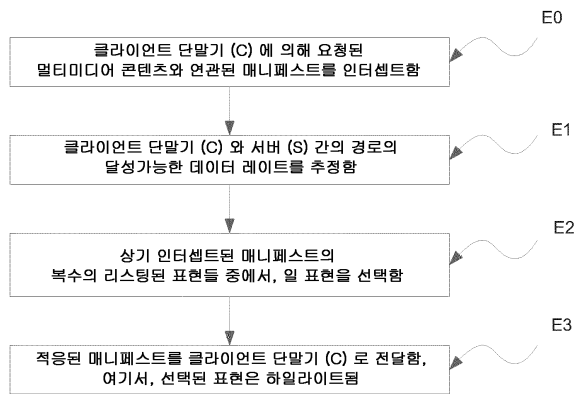 E0
클라이언트 단말기 (C) 에 의해 요청된
멀티미디어 콘텐츠와 연관된 매니페스트를 인터셉트함
E1
클라이언트 단말기 (C) 와 서버 (S) 간의 경로의
달성가능한 데이터 레이트를 추정함
E2
상기 인터셉트된 매니페스트의
복수의 리스팅된 표현들 중에서, 일 표현을 선택함
E3
적응된 매니페스트를 클라이언트 단말기 (C) 로 전달함,
여기서, 선택된 표현은 하일라이트됨